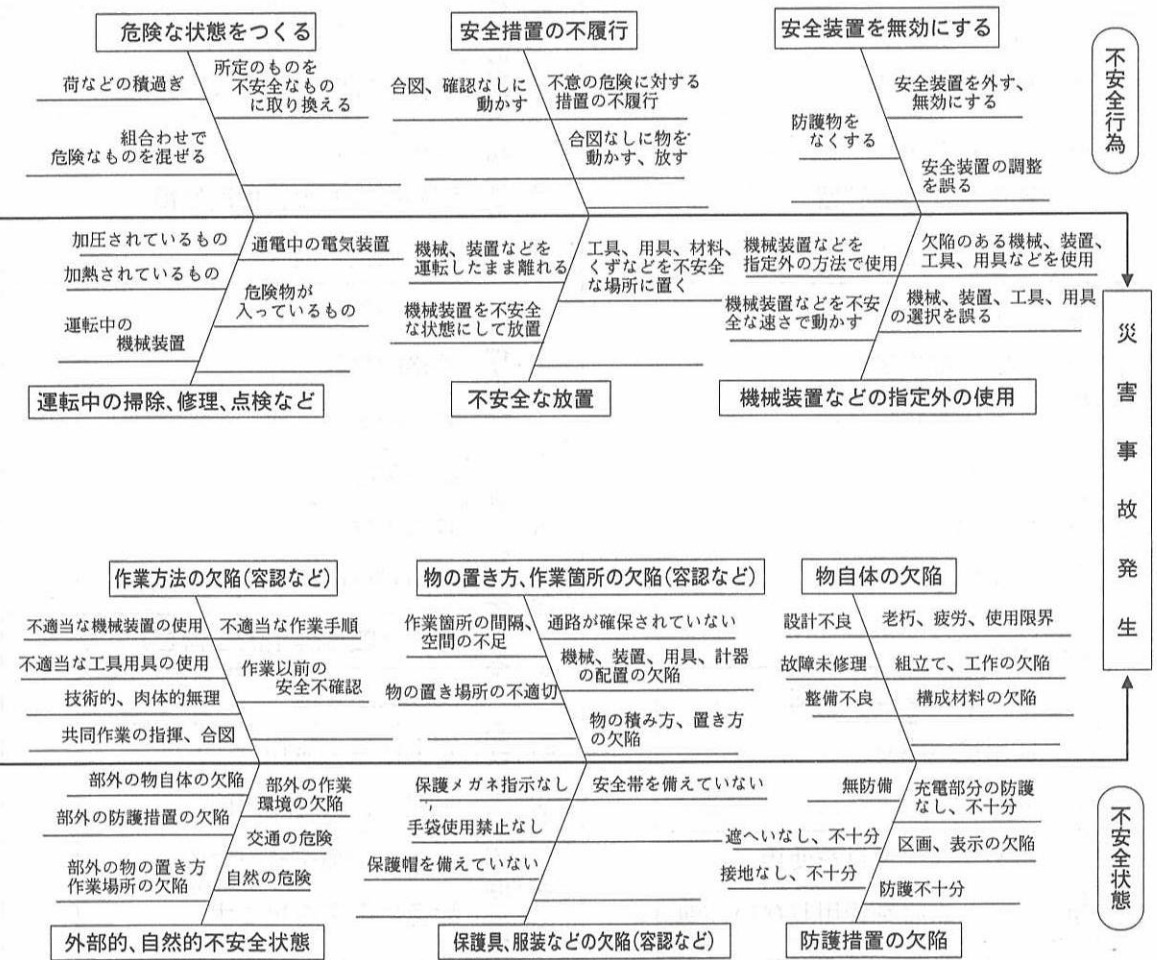 危険な状態をつくる
荷などの積過ぎ
所定のものを
不安全なもの
に取り換える
組合わせで
危険なものを混ぜる
安全措置の不履行
合図、確認なしに
動かす
不意の危険に対する
措置の不履行
合図なしに物を
動かす、放す
安全装置を無効にする
防護物を
なくする
安全装置を外す、
無効にする
安全装置の調整
を誤る
不安全行為
加圧されているもの
加熱されているもの
運転中の
機械装置
通電中の電気装置
危険物が
入っているもの
運転中の掃除、修理、点検など
機械、装置などを
運転したまま離れる
機械装置を不安全
な状態にして放置
工具、用具、材料、
くずなどを不安全
な場所に置く
不安全な放置
機械装置などを
指定外の方法で使用
機械装置などを不安
全な速さで動かす
欠陥のある機械、装置、
工具、用具などを使用
機械、装置、工具、用具
の選択を誤る
機械装置などの指定外の使用
災害事故発生
作業方法の欠陥(容認など)
不適当な機械装置の使用
不適当な工具用具の使用
技術的、肉体的無理
共同作業の指揮、合図
不適当な作業手順
作業以前の
安全不確認
物の置き方、作業箇所の欠陥(容認など)
作業箇所の間隔、
空間の不足
物の置き場所の不適切
通路が確保されていない
機械、装置、用具、計器
の配置の欠陥
物の積み方、置き方
の欠陥
物自体の欠陥
設計不良
故障未修理
整備不良
老朽、疲労、使用限界
組立て、工作の欠陥
構成材料の欠陥
部外の物自体の欠陥
部外の防護措置の欠陥
部外の物の置き方
作業場所の欠陥
部外の作業
環境の欠陥
交通の危険
自然の危険
外部的、自然的不安全状態
保護メガネ指示なし
手袋使用禁止なし
保護帽を備えていない
安全帯を備えていない
保護具、服装などの欠陥(容認など)
無防備
遮へいなし、不十分
接地なし、不十分
充電部分の防護
なし、不十分
区画、表示の欠陥
防護不十分
防護措置の欠陥
不安全状態